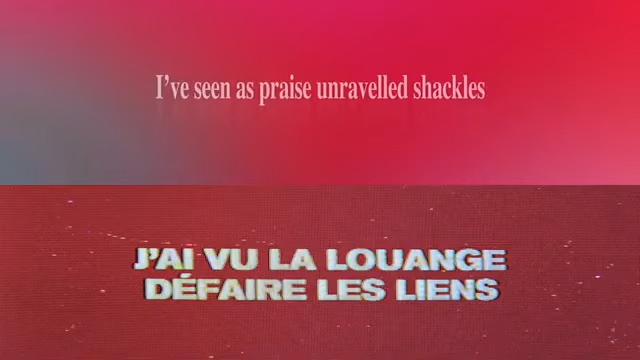 I've seen as praise unravelled shackles
J'AI VU LA LOUANGE
DÉFAIRE LES LIENS